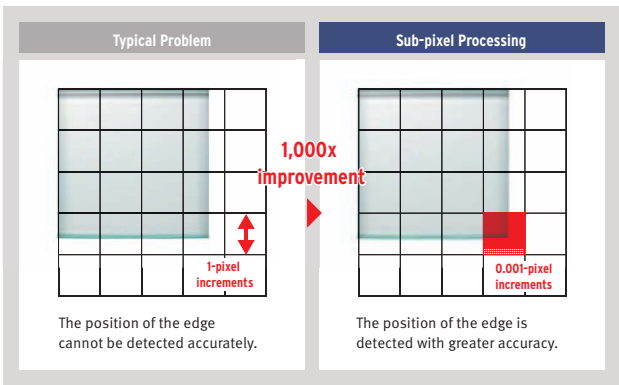 Typical Problem
Sub-pixel Processing
1,000x
improvement
1-pixel
increments
0.001-pixel
increments
The position of the edge
cannot be detected accurately.
The position of the edge is
detected with greater accuracy.